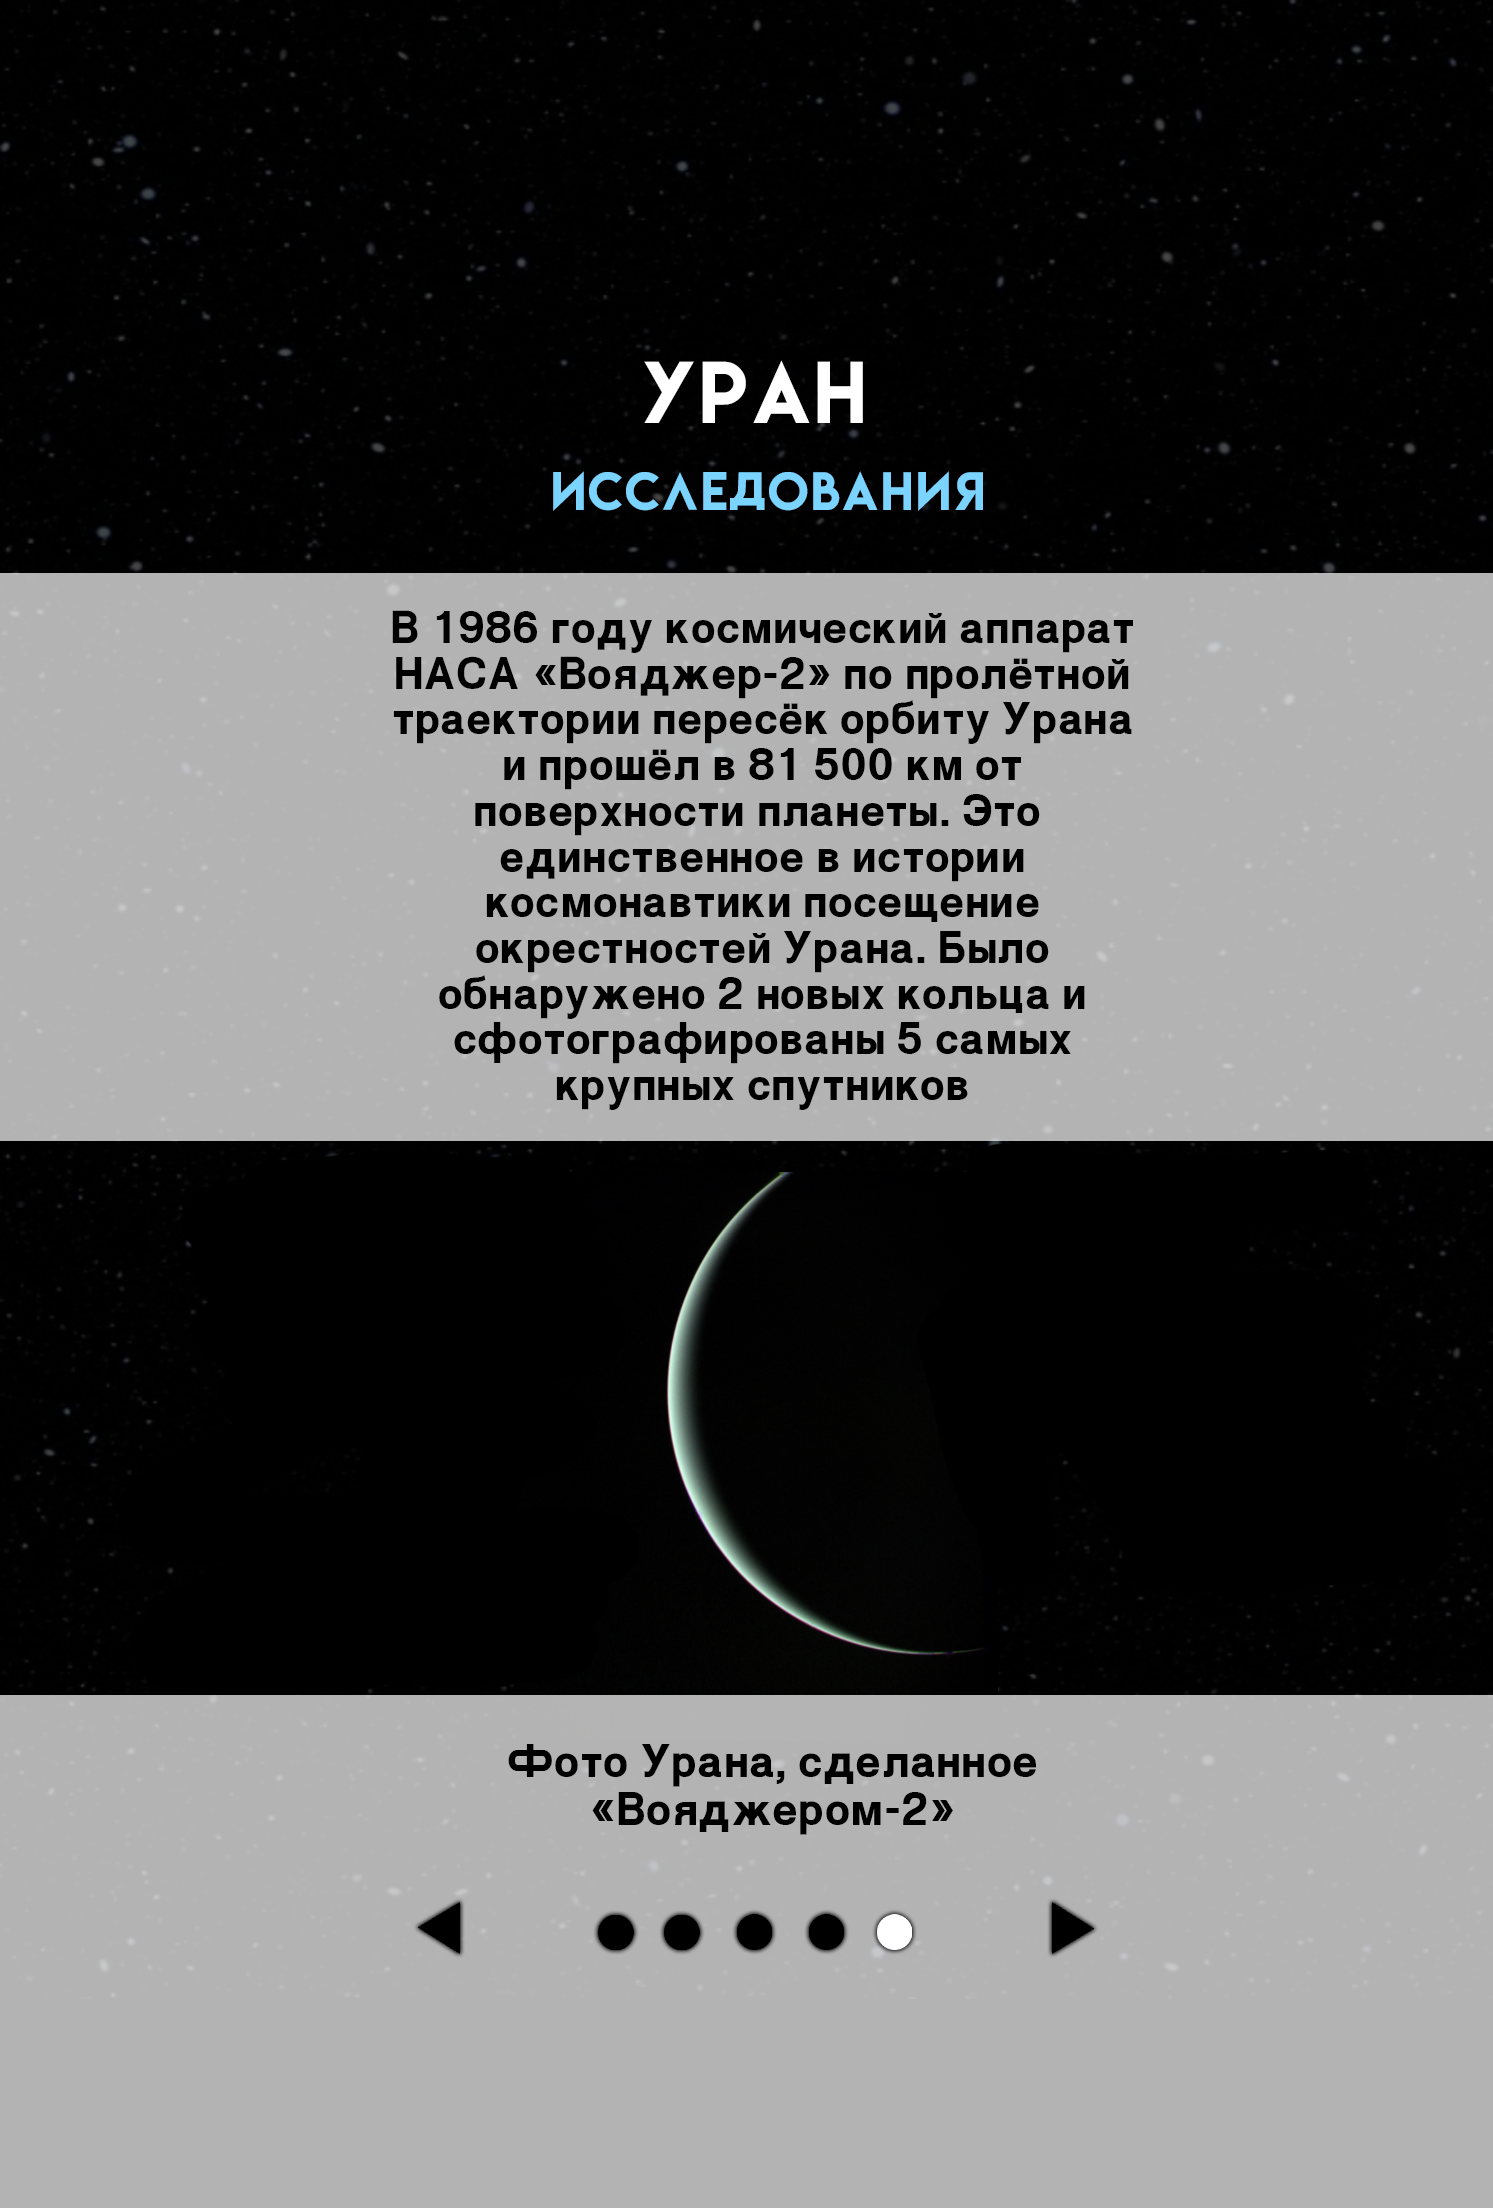 УРАН
ИССЛЕДОВАНИЯ
В 1986 году космический аппарат
НАСА «Вояджер-2» по пролётной
траектории пересёк орбиту Урана
и прошёл в 81 500 км от
поверхности планеты. Это
единственное в истории
космонавтики посещение
окрестностей Урана. Было
обнаружено 2 новых кольца и
сфотографированы 5 самых
крупных спутников
Фото Урана, сделанное
«Вояджером-2»